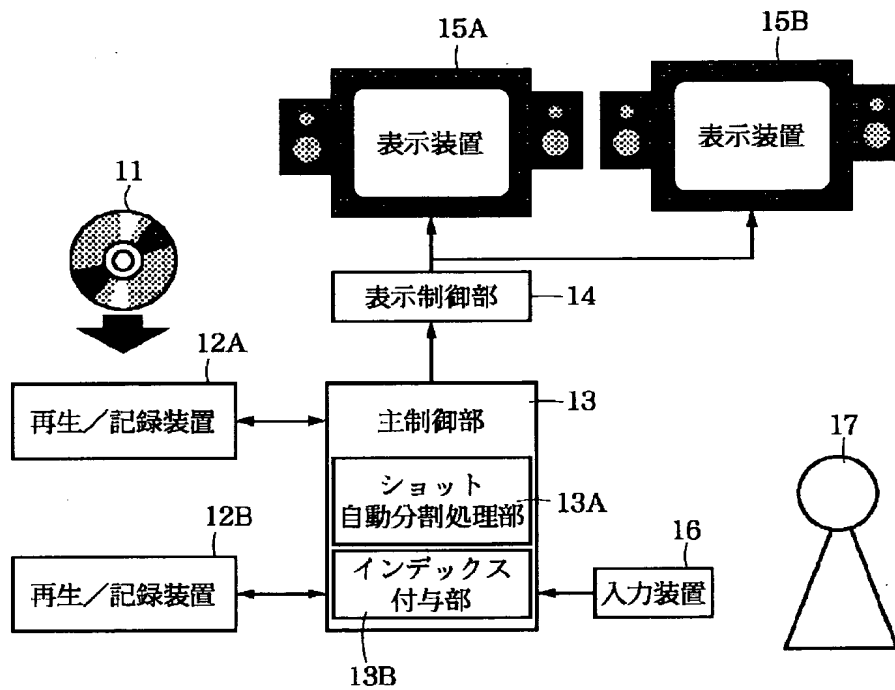 15A
15B
表示装置
表示装置
11
表示制御部
14
12A
再生／記録装置
主制御部
13
17
ショット
自動分割処理部
13A
12B
16
再生／記録装置
インデックス
付与部
入力装置
13B